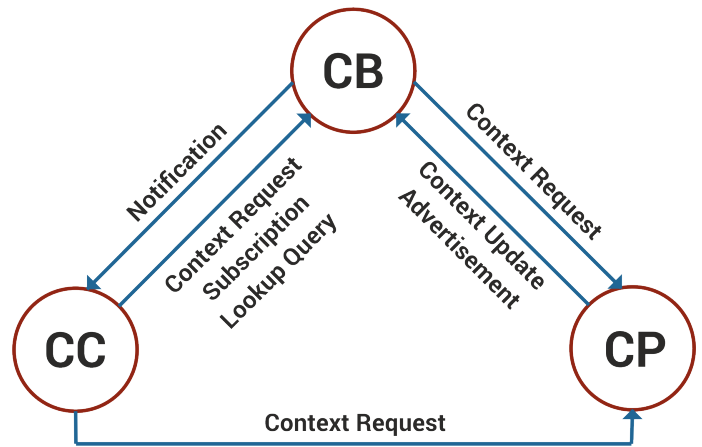 CB
Notification
Context Request
Subscription
Lookup Query
Context Request
Context Update
Advertisement
CC
CP
Context Request